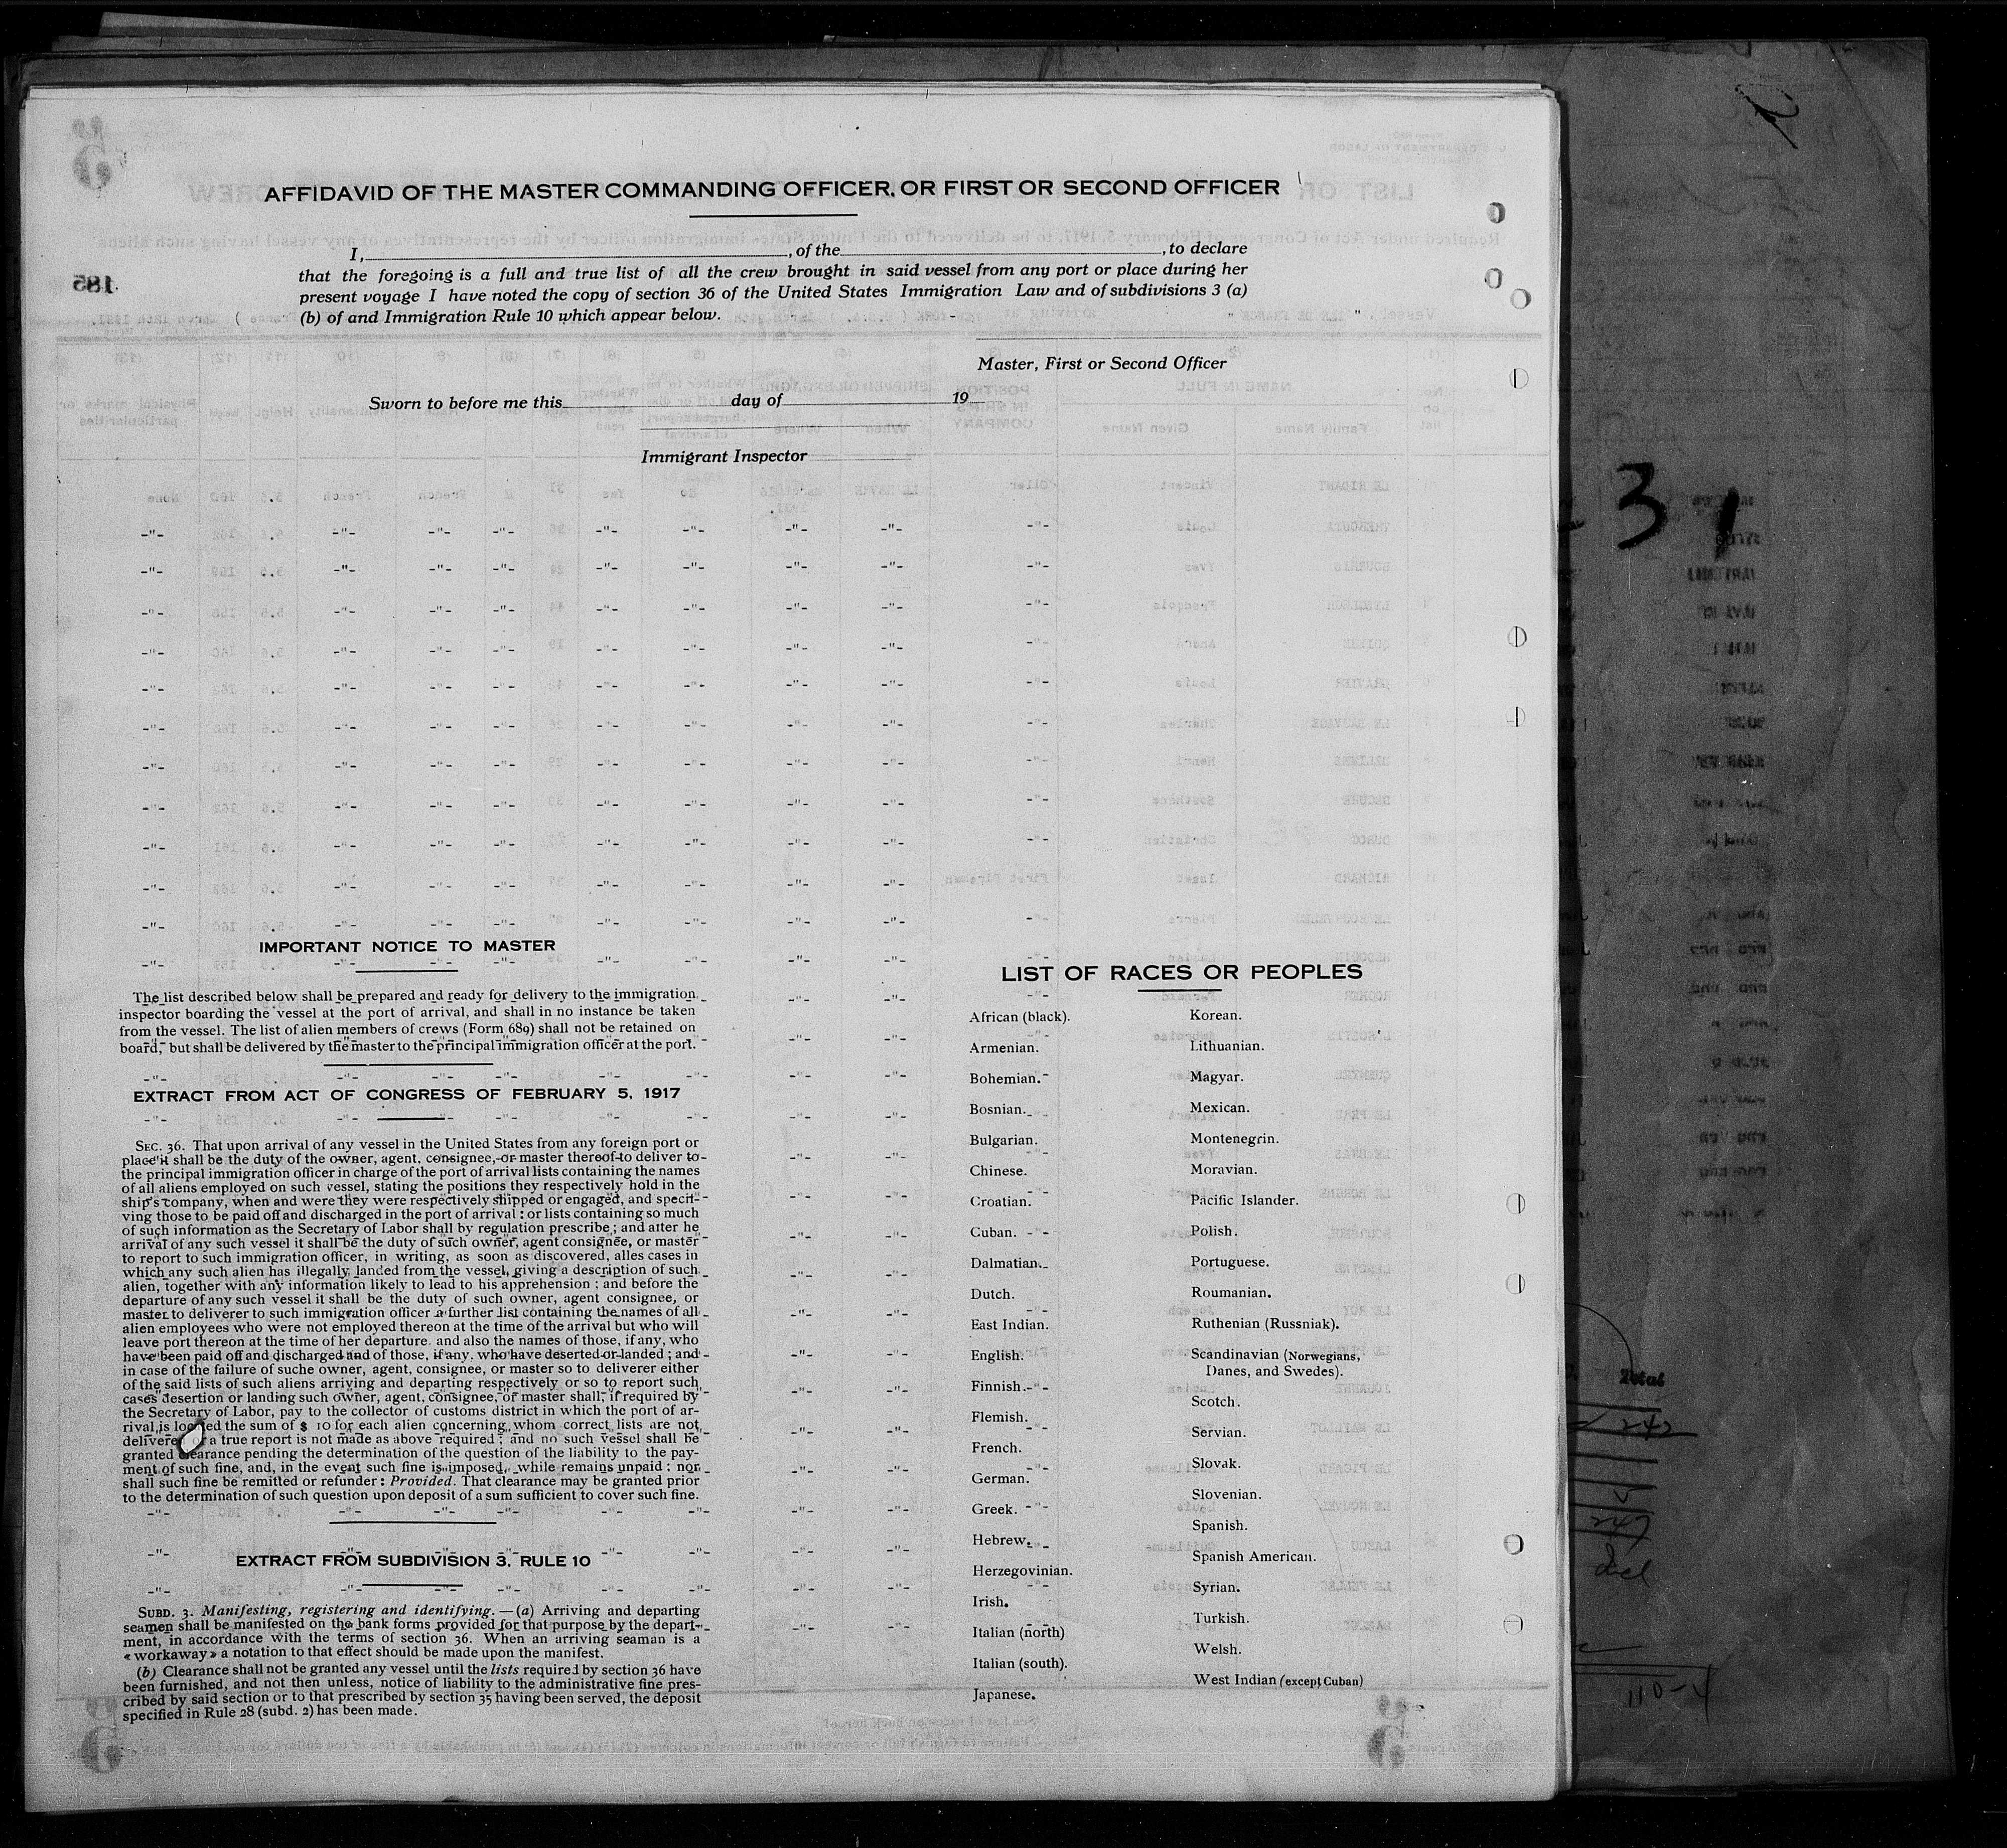 AFFIDAVID OF THE MASTER COMMANDING OFFICER, OR FIRST OR SECOND OFFICER
I, , of the , to declare
that the foregoing is a full and true list of all the crew brought in said vessel from any port or place during her
present voyage I have noted the copy of section 36 of the United States Immigration Law and of subdivisions 3 (a)
(b) of and Immigration Rule 10 which appear below.
Master, First or Second Officer
Sworn to before me this day of 19
Immigrant Inspector
185
3
IMPORTANT NOTICE TO MASTER
The list described below shall be prepared and ready for delivery to the immigration
inspector boarding the vessel at the port of arrival, and shall in no instance be taken
from the vessel. The list of alien members of crews (Form 689) shall not be retained on
board, but shall be delivered by the master to the principal immigration officer at the port.
EXTRACT FROM ACT OF CONGRESS OF FEBRUARY 5, 1917
SEC. 36. That upon arrival of any vessel in the United States from any foreign port or
place it shall be the duty of the owner, agent, consignee, or master thereof to deliver to
the principal immigration officer in charge of the port of arrival lists containing the names
of all aliens employed on such vessel, stating the positions they respectively hold in the
ship's company, when and were they were respectively shipped or engaged, and specif-
ving those to be paid off and discharged in the port of arrival : or lists containing so much
of such information as the Secretary of Labor shall by regulation prescribe ; and atter he
arrival of any such vessel it shall be the duty of such owner, agent consignee, or master
to report to such immigration officer, in writing, as soon as discovered, alles cases in
which any such alien has illegally landed from the vessel, giving a description of such
alien, together with any information likely to lead to his apprehension ; and before the
departure of any such vessel it shall be the duty of such owner, agent consignee, or
master to deliverer to such immigration officer a further list containing the names of all
alien employees who were not employed thereon at the time of the arrival but who will
leave port thereon at the time of her departure. and also the names of those, if any, who
have been paid off and discharged and of those, if any, who have deserted or landed ; and
in case of the failure of suche owner, agent, consignee, or master so to deliverer either
of the said lists of such aliens arriving and departing respectively or so to report such
cases desertion or landing such owner, agent, consignee, or master shall, if required by
the Secretary of Labor, pay to the collector of customs district in which the port of ar-
rival is located the sum of $ 10 for each alien concerning whom correct lists are not
delivered or a true report is not made as above required ; and no such vessel shall be
granted clearance pending the determination of the question of the liability to the pay-
ment of such fine, and, in the event such fine is imposed, while remains unpaid ; nor
shall such fine be remitted or refunder : Provided. That clearance may be granted prior
to the determination of such question upon deposit of a sum sufficient to cover such fine.
EXTRACT FROM SUBDIVISION 3, RULE 10
SUBD. 3. Manifesting, registering and identifying. — (a) Arriving and departing
seamen shall be manifested on the bank forms provided for that purpose by the depart-
ment, in accordance with the terms of section 36. When an arriving seaman is a
« workaway » a notation to that effect should be made upon the manifest.
(b) Clearance shall not be granted any vessel until the lists required by section 36 have
been furnished, and not then unless, notice of liability to the administrative fine pres-
cribed by said section or to that prescribed by section 35 having been served, the deposit
specified in Rule 28 (subd. 2) has been made.
LIST OF RACES OR PEOPLES
African (black).
Armenian.
Bohemian.
Bosnian.
Bulgarian.
Chinese.
Croatian.
Cuban.
Dalmatian.
Dutch.
East Indian.
English.
Finnish.
Flemish.
French.
German.
Greek.
Hebrew.
Herzegovinian.
Irish.
Italian (north)
Italian (south).
Japanese.
Korean.
Lithuanian.
Magyar.
Mexican.
Montenegrin.
Moravian.
Pacific Islander.
Polish.
Portuguese.
Roumanian.
Ruthenian (Russniak).
Scandinavian (Norwegians,
Danes, and Swedes).
Scotch.
Servian.
Slovak.
Slovenian.
Spanish.
Spanish American.
Syrian.
Turkish.
Welsh.
West Indian (except Cuban)
Total
242